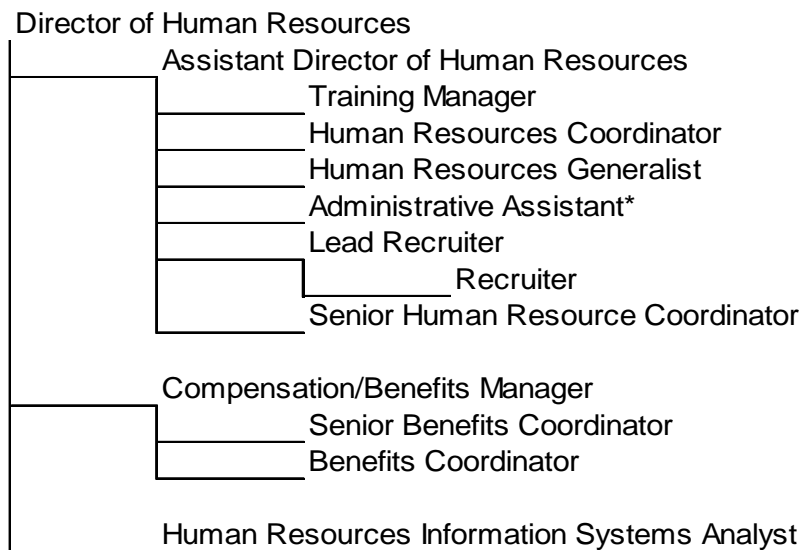 Director of Human Resources
Assistant Director of Human Resources
Training Manager
Human Resources Coordinator
Human Resources Generalist
Administrative Assistant*
Lead Recruiter
Recruiter
Senior Human Resource Coordinator
Compensation/Benefits Manager
Senior Benefits Coordinator
Benefits Coordinator
Human Resources Information Systems Analyst